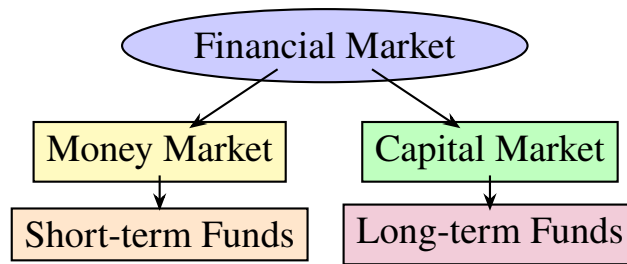 Financial Market
Money Market
Capital Market
Short-term Funds
Long-term Funds